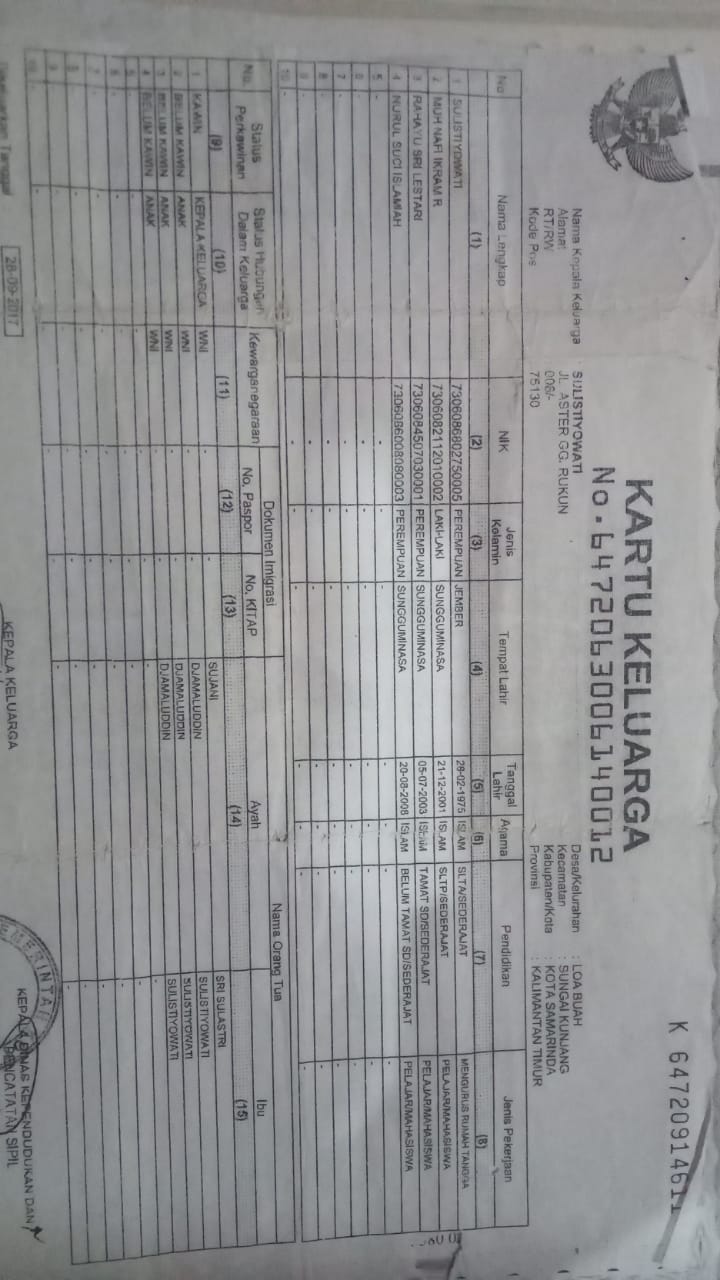 K 6472091461
KARTU KELUARGA
No. 6472063006140012
Nama Kepala Keluarga : SULISTIYOWATI
Alamat : JL. ASTER GG. RUKUN
RT/RW : 006/-
Kode Pos : 75130
Desa/Kelurahan : LOA BUAH
Kecamatan : SUNGAI KUNJANG
Kabupaten/Kota : KOTA SAMARINDA
Provinsi : KALIMANTAN TIMUR
No Nama Lengkap NIK Jenis Kelamin Tempat Lahir Tanggal Lahir Agama Pendidikan Jenis Pekerjaan
(1) (2) (3) (4) (5) (6) (7) (8)
1 SULISTIYOWATI 7306086802750005 PEREMPUAN JEMBER 28-02-1975 ISLAM SLTA/SEDERAJAT MENGURUS RUMAH TANGGA
2 MUH NAFI IKRAM R 7306082112010002 LAKI-LAKI SUNGGUMINASA 21-12-2001 ISLAM SLTP/SEDERAJAT PELAJAR/MAHASISWA
3 RAHAYU SRI LESTARI 7306084507030001 PEREMPUAN SUNGGUMINASA 05-07-2003 ISLAM TAMAT SD/SEDERAJAT PELAJAR/MAHASISWA
4 NURUL SUCI ISLAMIAH 7306086008080003 PEREMPUAN SUNGGUMINASA 20-08-2008 ISLAM BELUM TAMAT SD/SEDERAJAT PELAJAR/MAHASISWA
5 - - - - - - - -
6 - - - - - - - -
7 - - - - - - - -
8 - - - - - - - -
9 - - - - - - - -
10 - - - - - - - -
No. Status Perkawinan Status Hubungan Dalam Keluarga Kewarganegaraan Dokumen Imigrasi Nama Orang Tua
No. Paspor No. KITAP Ayah Ibu
(9) (10) (11) (12) (13) (14) (15)
1 KAWIN KEPALA KELUARGA WNI - - SUJANI SRI SULASTRI
2 BELUM KAWIN ANAK WNI - - DJAMALUDDIN SULISTIYOWATI
3 BELUM KAWIN ANAK WNI - - DJAMALUDDIN SULISTIYOWATI
4 BELUM KAWIN ANAK WNI - - DJAMALUDDIN SULISTIYOWATI
5 - - - - - - -
6 - - - - - - -
7 - - - - - - -
8 - - - - - - -
9 - - - - - - -
10 - - - - - - -
Tanggal 28-09-2017
KEPALA KELUARGA
KEPALA DINAS KEPENDUDUKAN DAN
PENCATATAN SIPIL